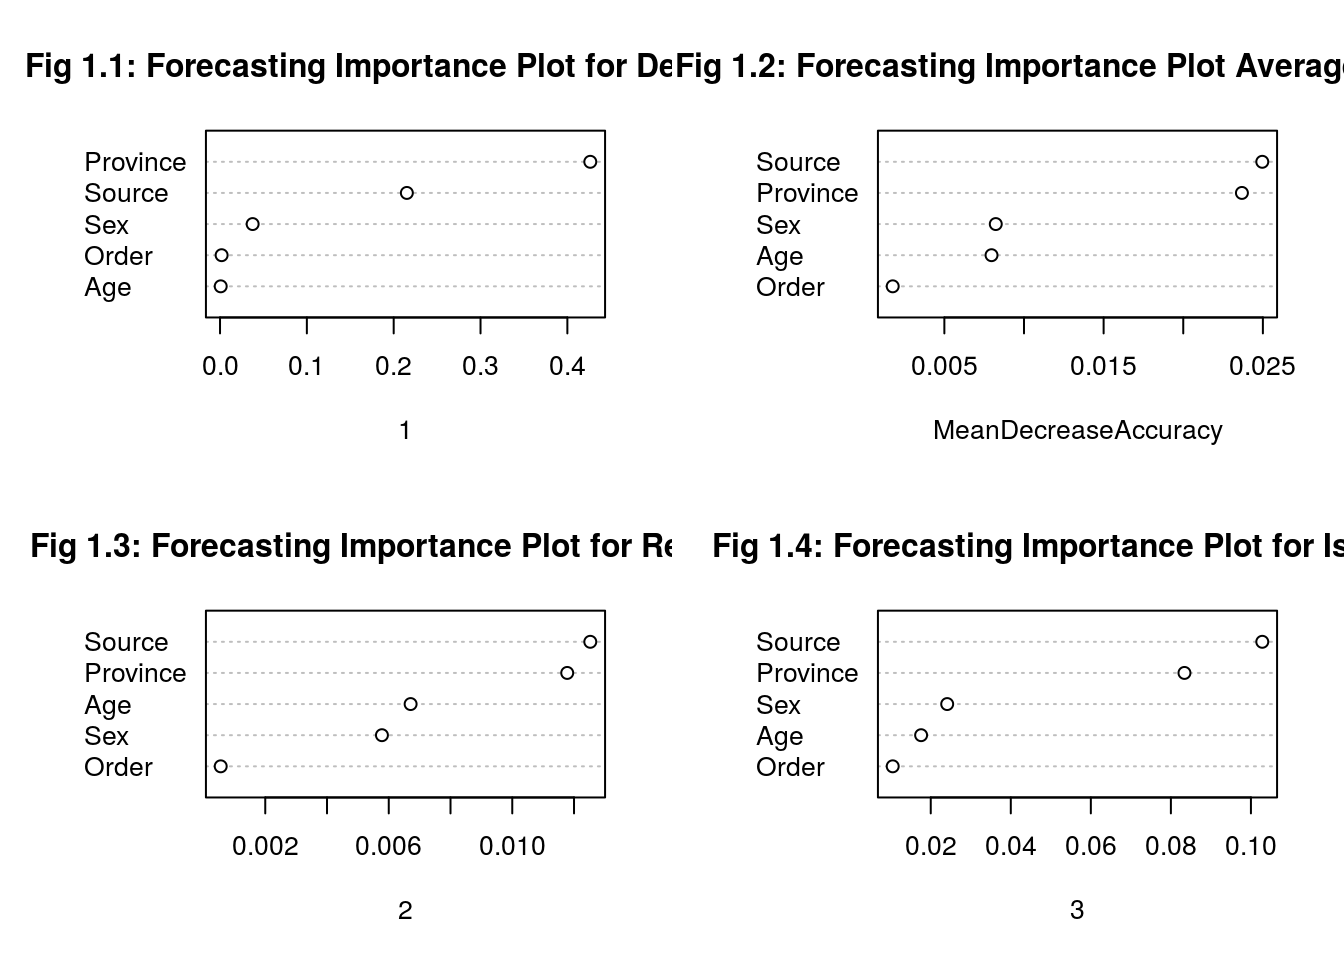 Fig 1.1: Forecasting Importance Plot for De
Province
Source
Sex
Order
Age
0.0 0.1 0.2 0.3 0.4
1
Fig 1.2: Forecasting Importance Plot Average
Source
Province
Sex
Age
Order
0.005 0.015 0.025
MeanDecreaseAccuracy
Fig 1.3: Forecasting Importance Plot for Re
Source
Province
Age
Sex
Order
0.002 0.006 0.010
2
Fig 1.4: Forecasting Importance Plot for Is
Source
Province
Sex
Age
Order
0.02 0.04 0.06 0.08 0.10
3